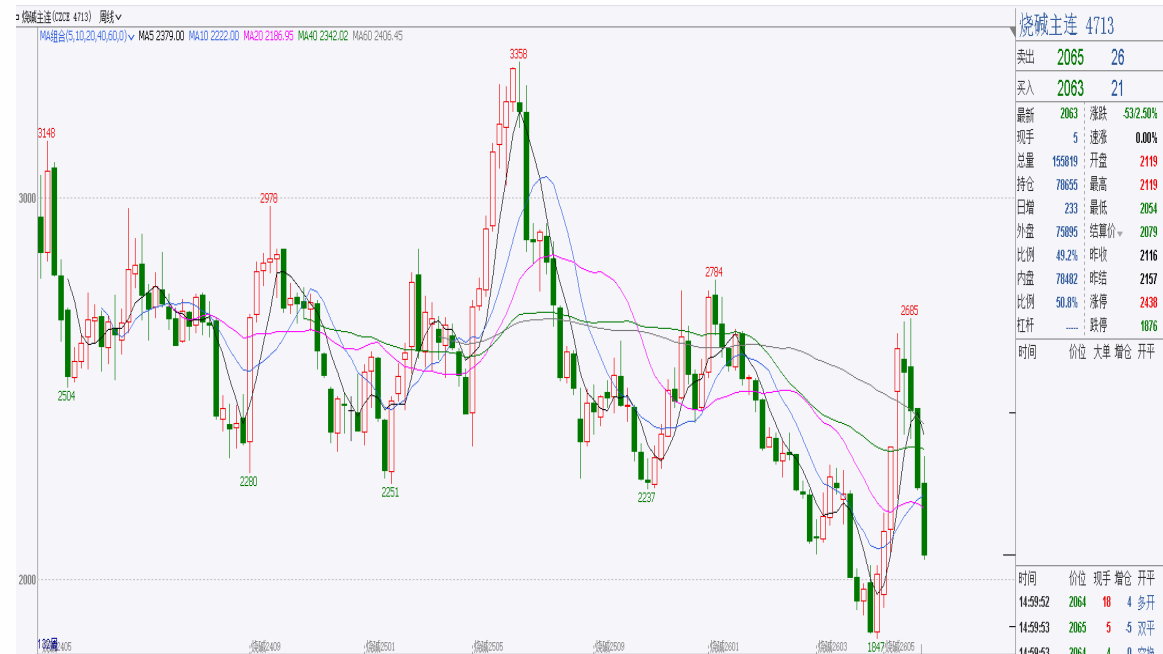 烧碱主连(CZCE 4713) 周线
MA组合(5,10,20,40,60,0) MA5 2379.00 MA10 2222.00 MA20 2186.95 MA40 2342.02 MA60 2406.45
3358
3148
3000
2978
2784
2685
2504
2280
2251
2237
2000
1847
烧碱2409
烧碱2501
烧碱2505
烧碱2509
烧碱2601
烧碱2603
烧碱2605
烧碱主连 4713
卖出 2065 26
买入 2063 21
最新 2063 涨跌 -53/2.50%
现手 5 速涨 0.00%
总量 155819 开盘 2119
持仓 78655 最高 2119
日增 233 最低 2054
外盘 75895 结算价 2079
比例 49.2% 昨收 2116
内盘 78482 昨结 2157
比例 50.8% 涨停 2438
杠杆 ----- 跌停 1876
时间 价位 大单 增仓 开平
时间 价位 现手 增仓 开平
14:59:52 2064 18 4 多开
14:59:53 2065 5 -5 双平
14:59:53 2064 4 0